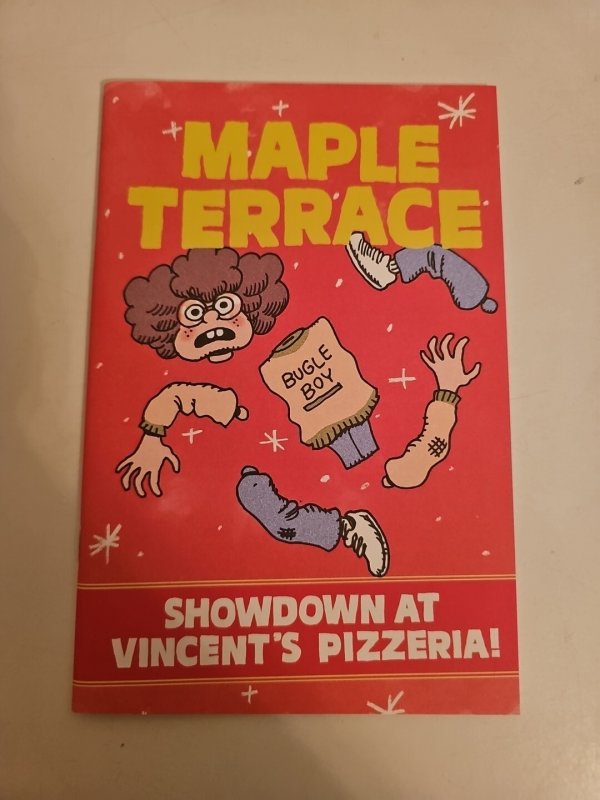 MAPLE
TERRACE
BUGLE
BOY
SHOWDOWN AT
VINCENT'S PIZZERIA!